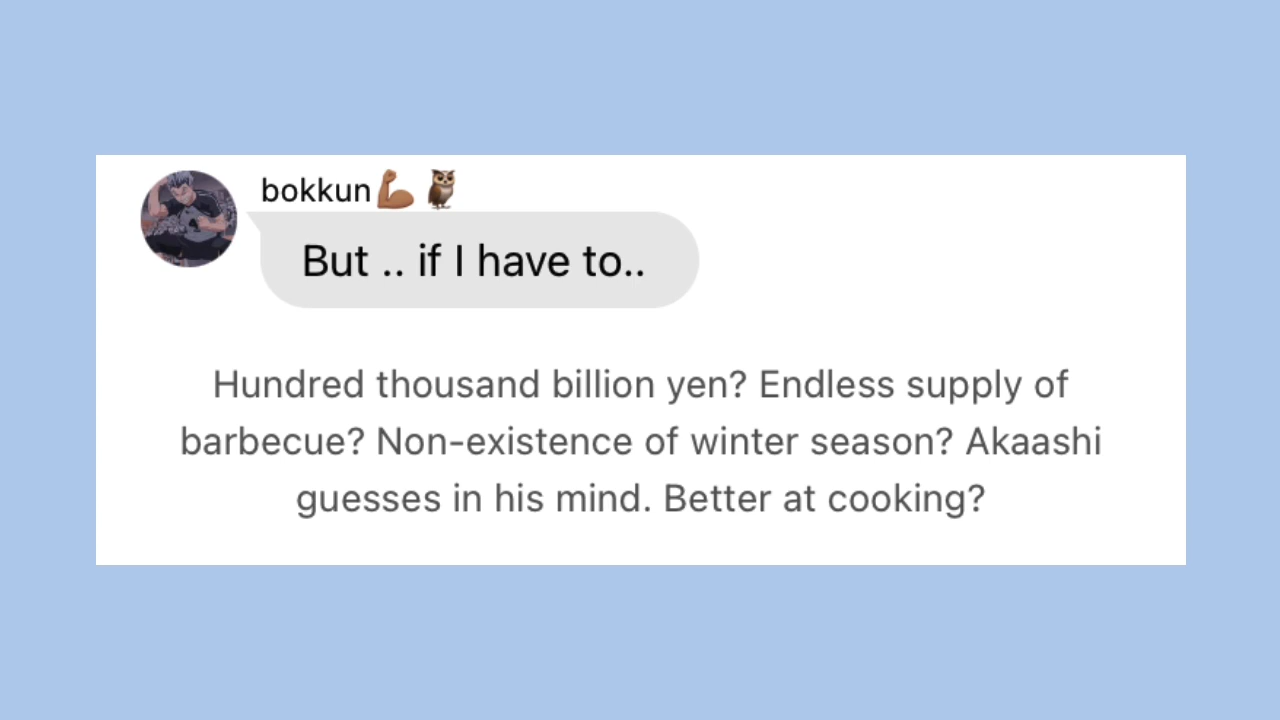 bokkun💪🏽🦉
But .. if I have to..
Hundred thousand billion yen? Endless supply of
barbecue? Non-existence of winter season? Akaashi
guesses in his mind. Better at cooking?